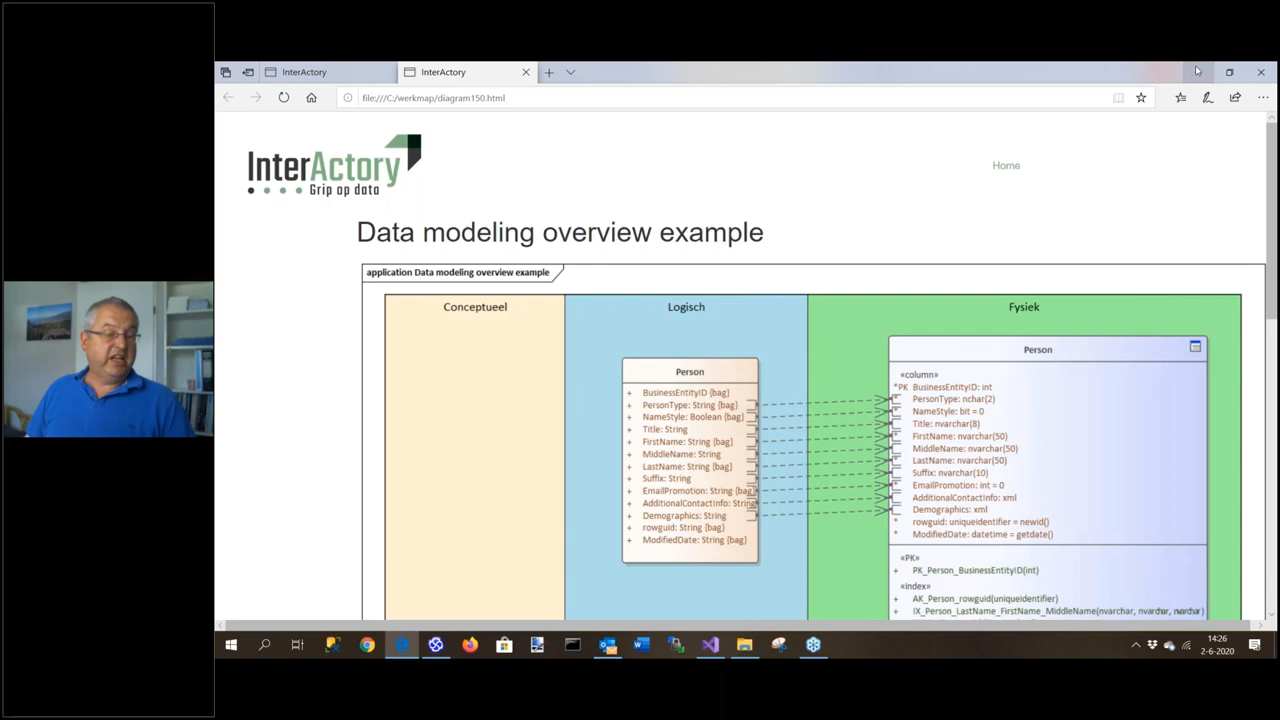 InterActory
InterActory
file:///C:/werkmap/diagram150.html
InterActory
Grip op data
Home
Data modeling overview example
application Data modeling overview example
Conceptueel
Logisch
Fysiek
Person
+ BusinessEntityID {bag}
+ PersonType: String {bag}
+ NameStyle: Boolean {bag}
+ Title: String
+ FirstName: String {bag}
+ MiddleName: String
+ LastName: String {bag}
+ Suffix: String
+ EmailPromotion: String {bag}
+ AdditionalContactInfo: String
+ Demographics: String
+ rowguid: String {bag}
+ ModifiedDate: String {bag}
Person
«column»
*PK BusinessEntityID: int
* PersonType: nchar(2)
* NameStyle: bit = 0
Title: nvarchar(8)
* FirstName: nvarchar(50)
MiddleName: nvarchar(50)
* LastName: nvarchar(50)
Suffix: nvarchar(10)
* EmailPromotion: int = 0
AdditionalContactInfo: xml
Demographics: xml
* rowguid: uniqueidentifier = newid()
* ModifiedDate: datetime = getdate()
«PK»
+ PK_Person_BusinessEntityID(int)
«index»
+ AK_Person_rowguid(uniqueidentifier)
+ IX_Person_LastName_FirstName_MiddleName(nvarchar, nvarchar, nvarchar)
14:26
2-6-2020